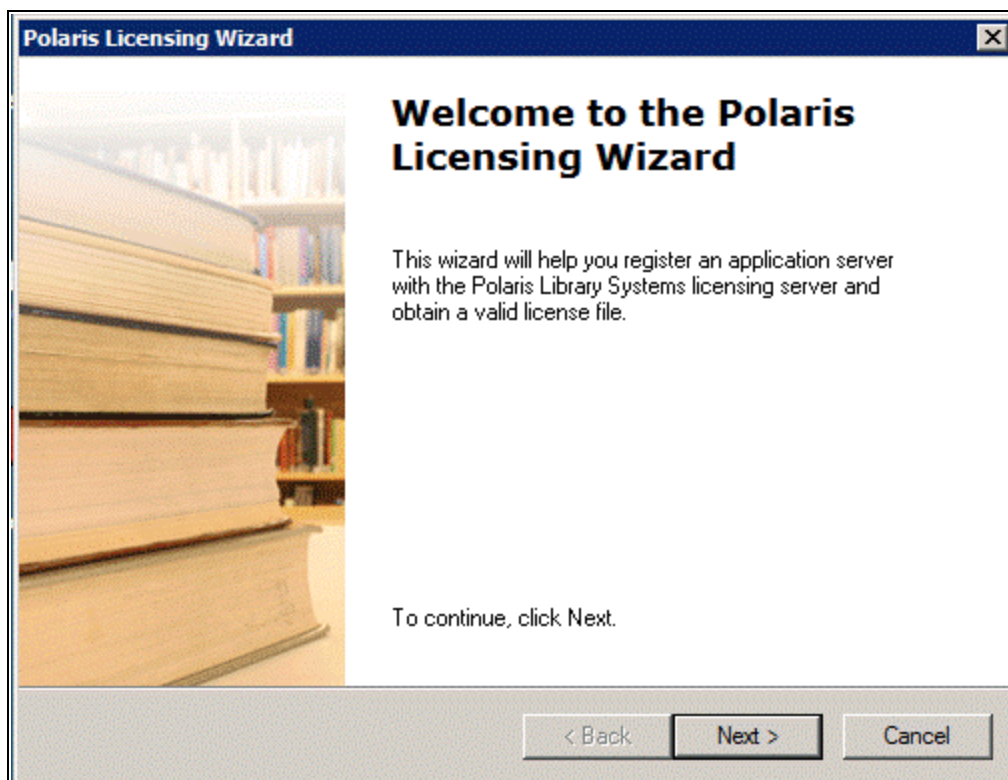 Polaris Licensing Wizard
Welcome to the Polaris
Licensing Wizard
This wizard will help you register an application server
with the Polaris Library Systems licensing server and
obtain a valid license file.
To continue, click Next.
< Back
Next >
Cancel